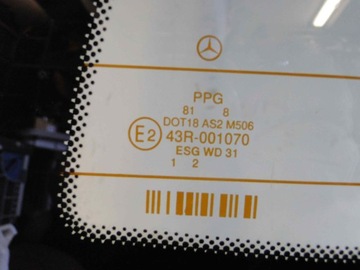 PPG
81 8
DOT18 AS2 M506
E2 43R-001070
ESG WD 31
1 2